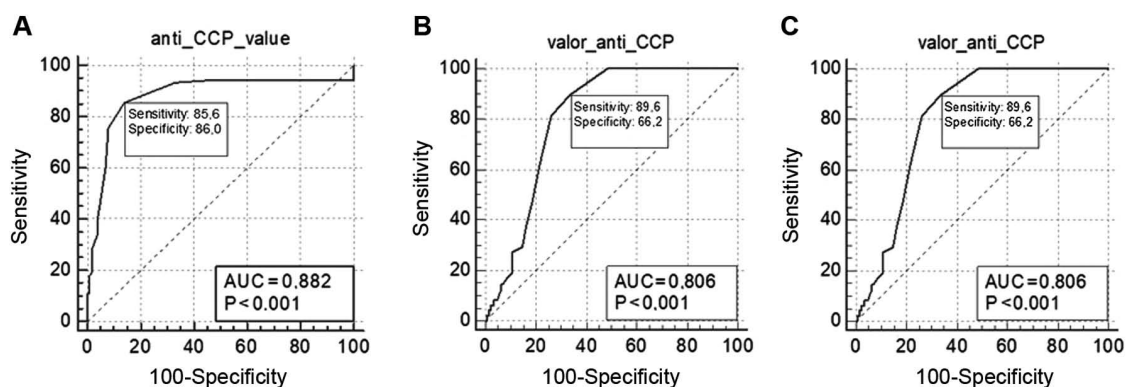 A
anti_CCP_value
100
80
60
40
20
0
Sensitivity
Sensitivity: 85,6
Specificity: 86,0
AUC = 0,882
P < 0.001
0 20 40 60 80 100
100-Specificity
B
valor_anti_CCP
100
80
60
40
20
0
Sensitivity
Sensitivity: 89,6
Specificity: 66,2
AUC = 0.806
P < 0.001
0 20 40 60 80 100
100-Specificity
C
valor_anti_CCP
100
80
60
40
20
0
Sensitivity
Sensitivity: 89,6
Specificity: 66,2
AUC = 0.806
P < 0.001
0 20 40 60 80 100
100-Specificity